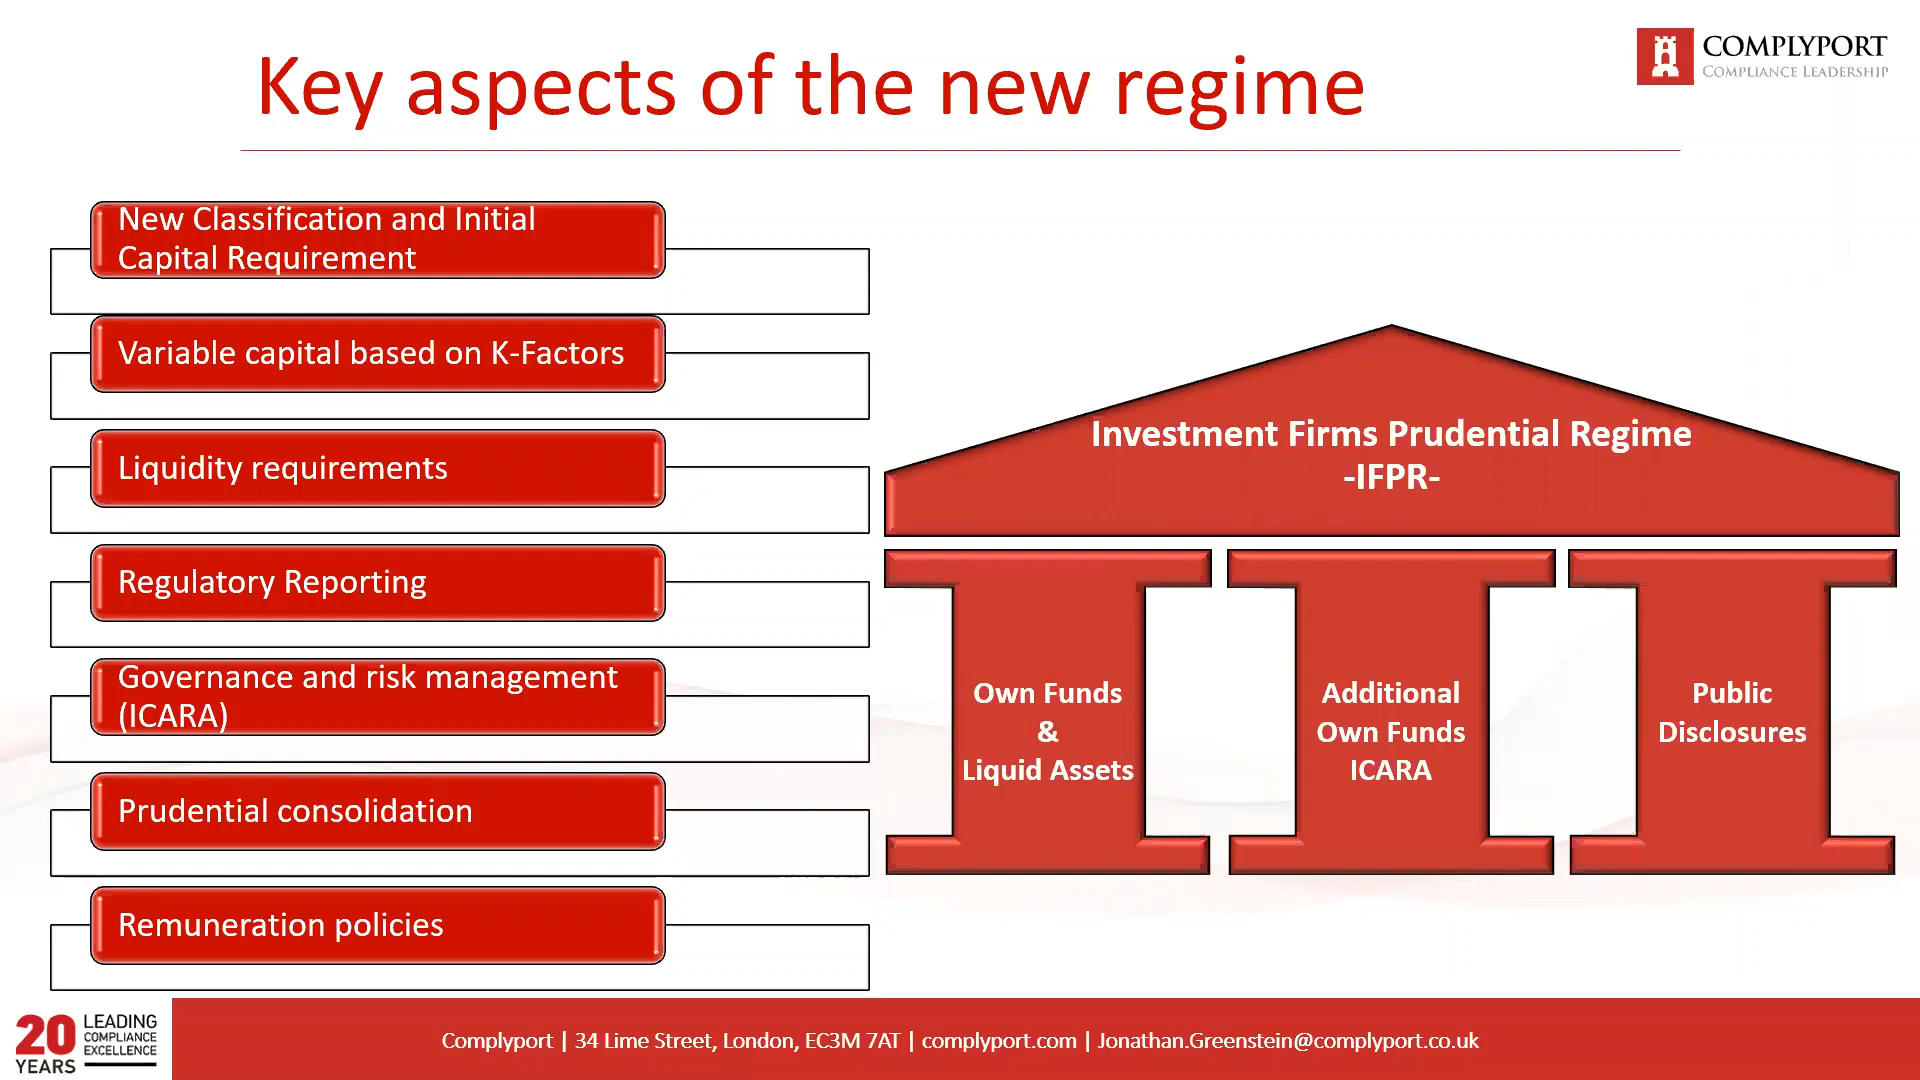 Key aspects of the new regime
COMPLYPORT
COMPLIANCE LEADERSHIP
New Classification and Initial
Capital Requirement
Variable capital based on K-Factors
Liquidity requirements
Regulatory Reporting
Governance and risk management
(ICARA)
Prudential consolidation
Remuneration policies
Investment Firms Prudential Regime
-IFPR-
Own Funds
&
Liquid Assets
Additional
Own Funds
ICARA
Public
Disclosures
20 YEARS
LEADING
COMPLIANCE
EXCELLENCE
Complyport | 34 Lime Street, London, EC3M 7AT | complyport.com | Jonathan.Greenstein@complyport.co.uk